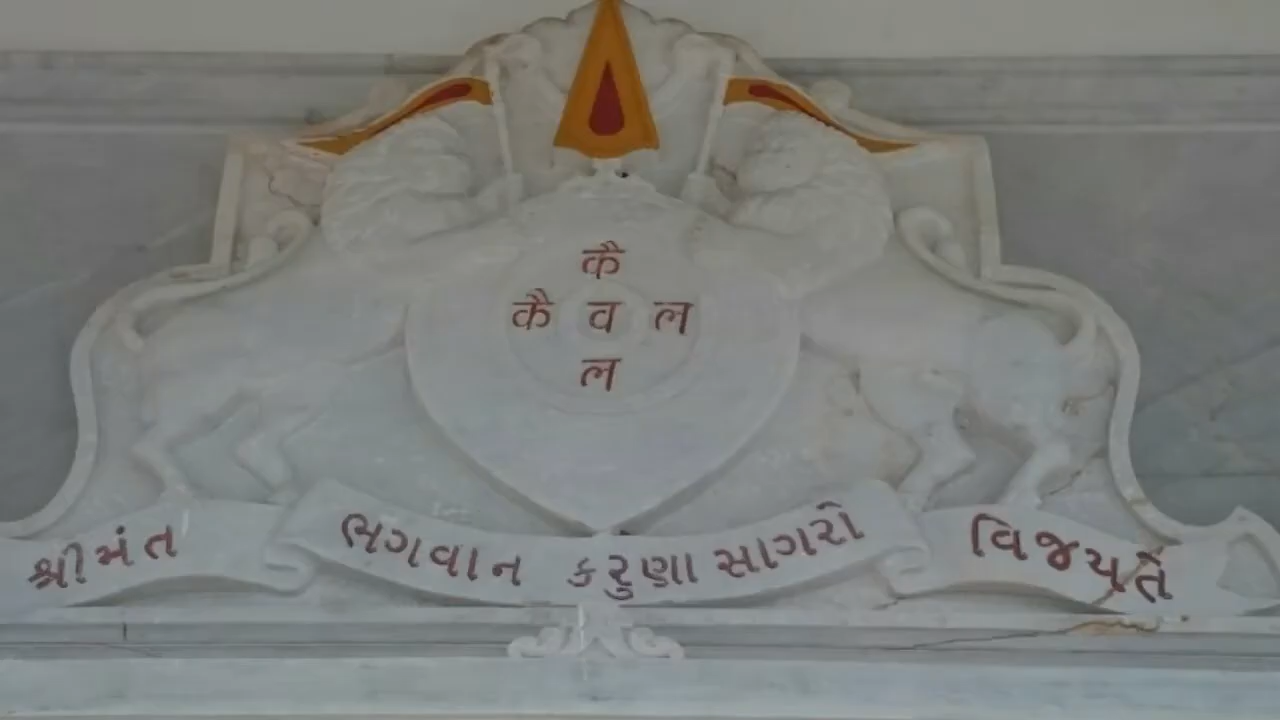 कै
कै व ल
ल
શ્રીમંત ભગવાન કરુણા સાગરો વિજયતે